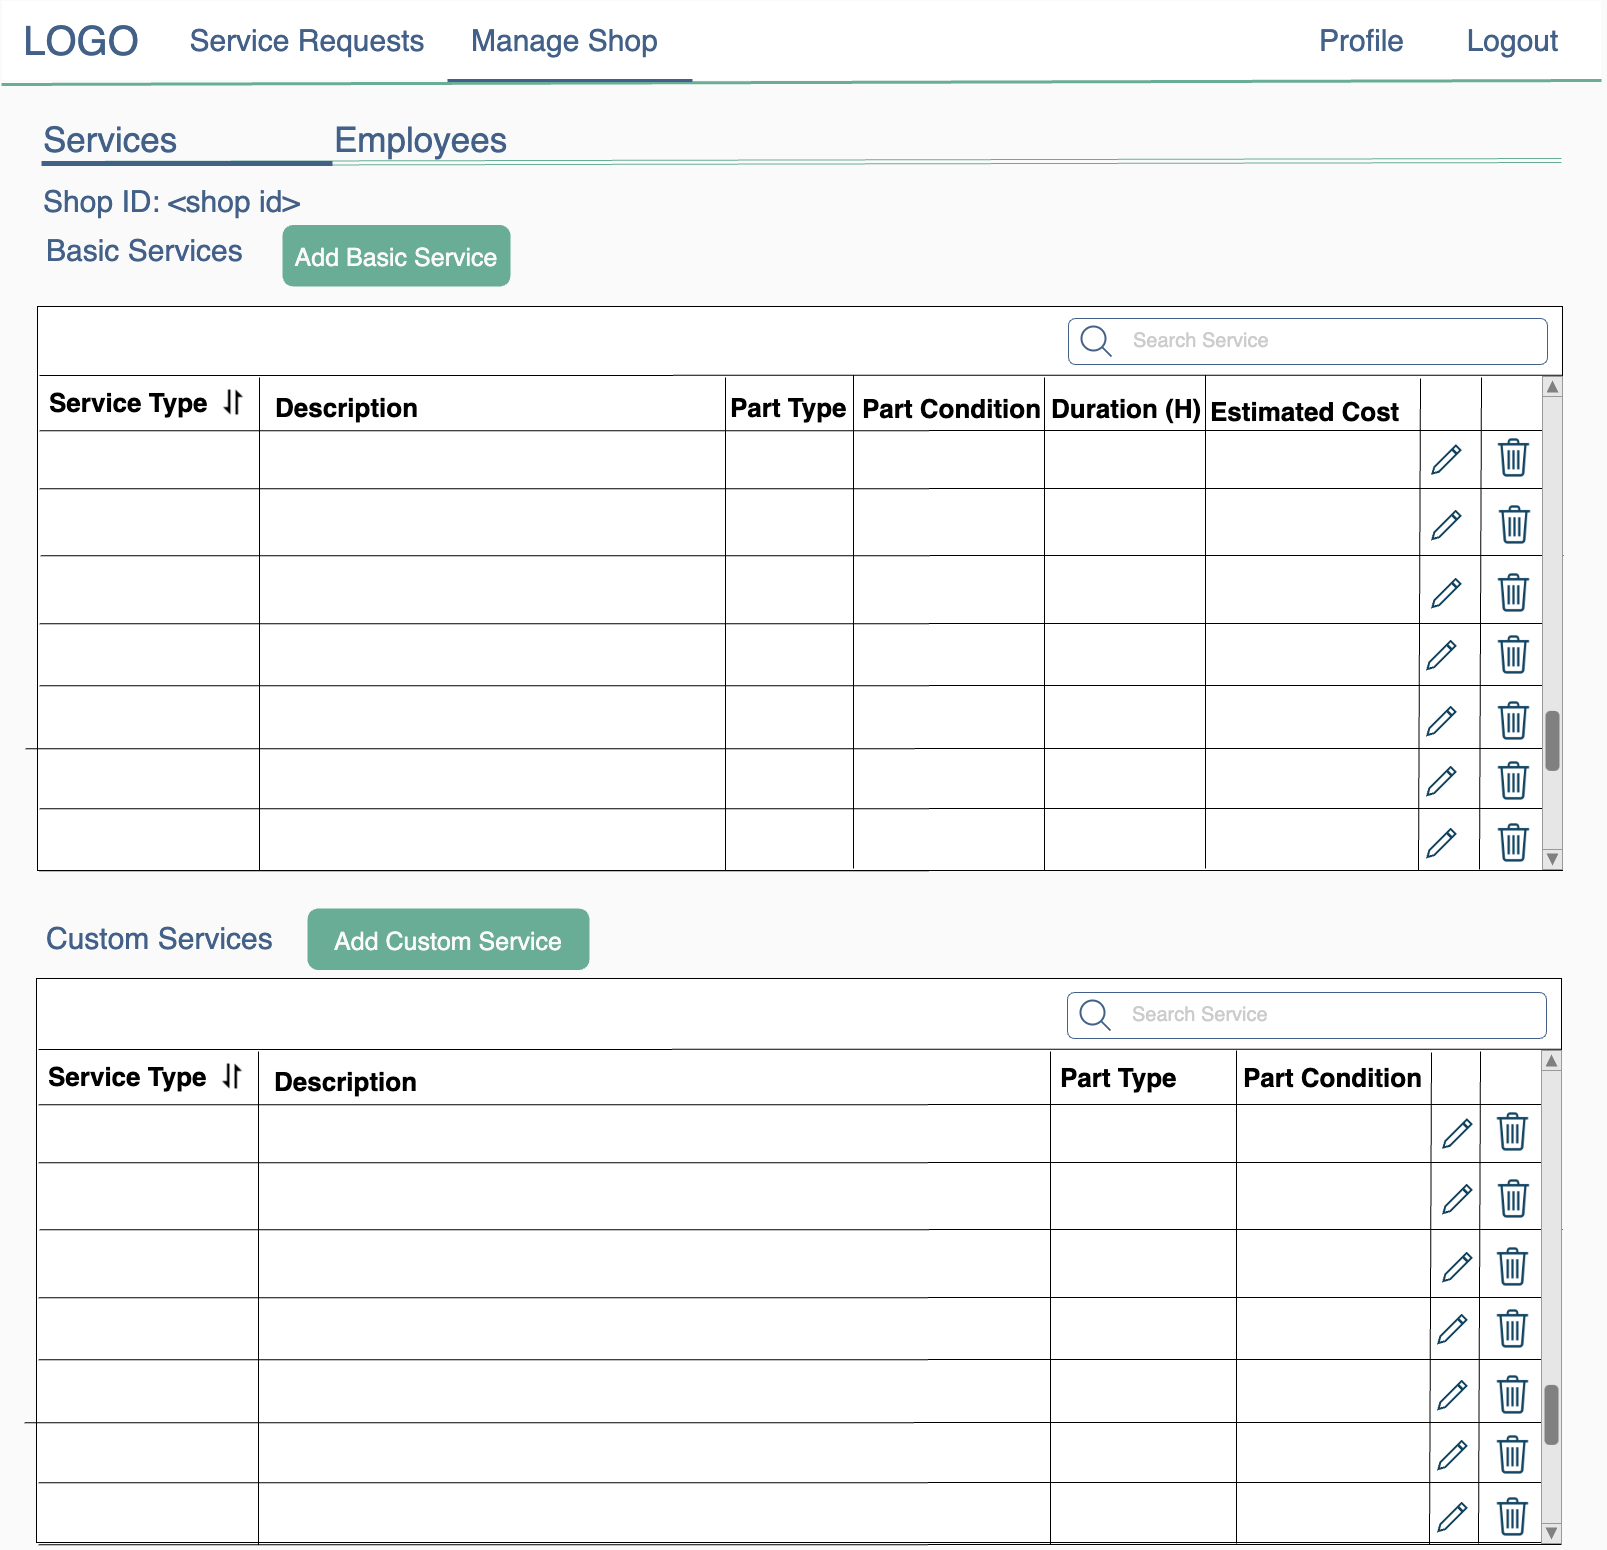 LOGO Service Requests Manage Shop Profile Logout
Services Employees
Shop ID: <shop id>
Basic Services Add Basic Service
Search Service
Service Type Description Part Type Part Condition Duration (H) Estimated Cost
Custom Services Add Custom Service
Search Service
Service Type Description Part Type Part Condition